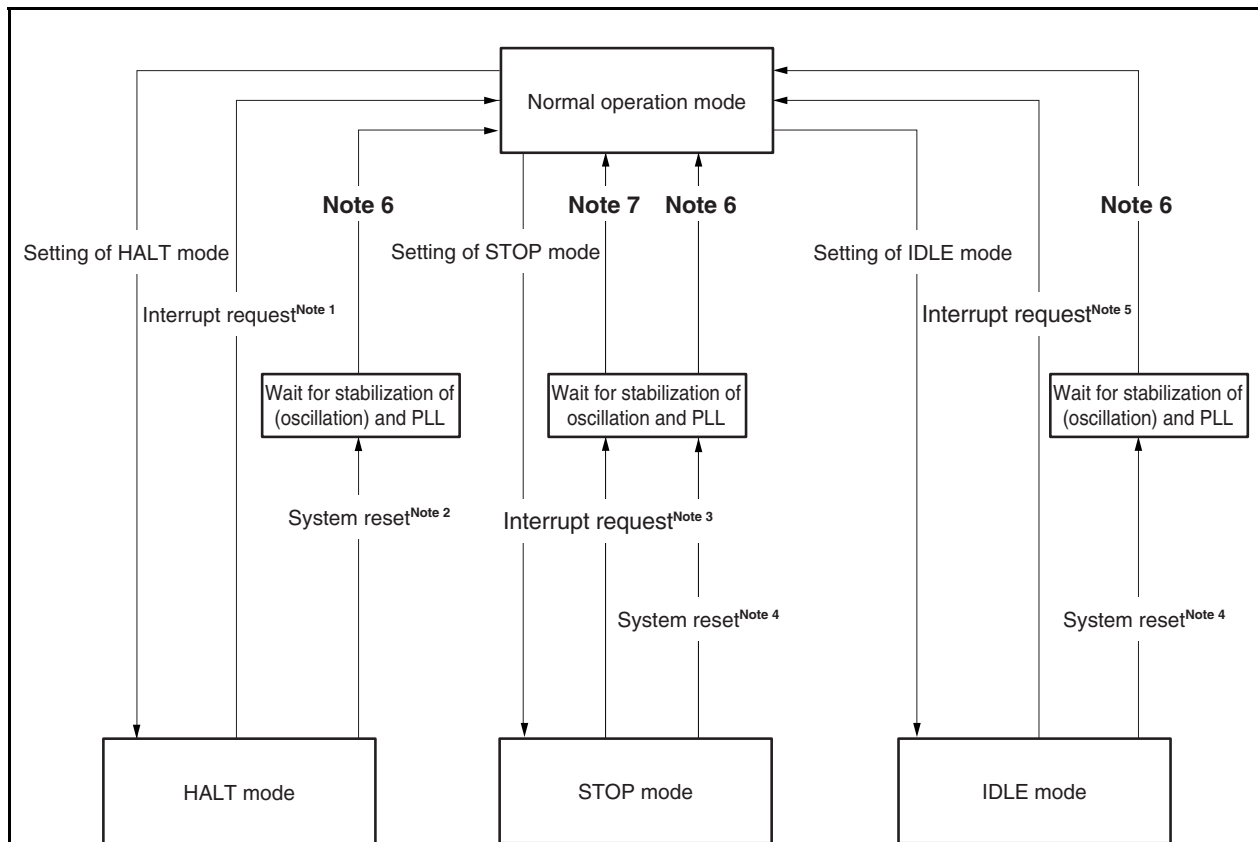 Normal operation mode
Note 6
Note 7
Note 6
Note 6
Setting of HALT mode
Setting of STOP mode
Setting of IDLE mode
Interrupt requestNote 1
Interrupt requestNote 5
Wait for stabilization of
(oscillation) and PLL
Wait for stabilization of
oscillation and PLL
Wait for stabilization of
(oscillation) and PLL
System resetNote 2
Interrupt requestNote 3
System resetNote 4
System resetNote 4
HALT mode
STOP mode
IDLE mode